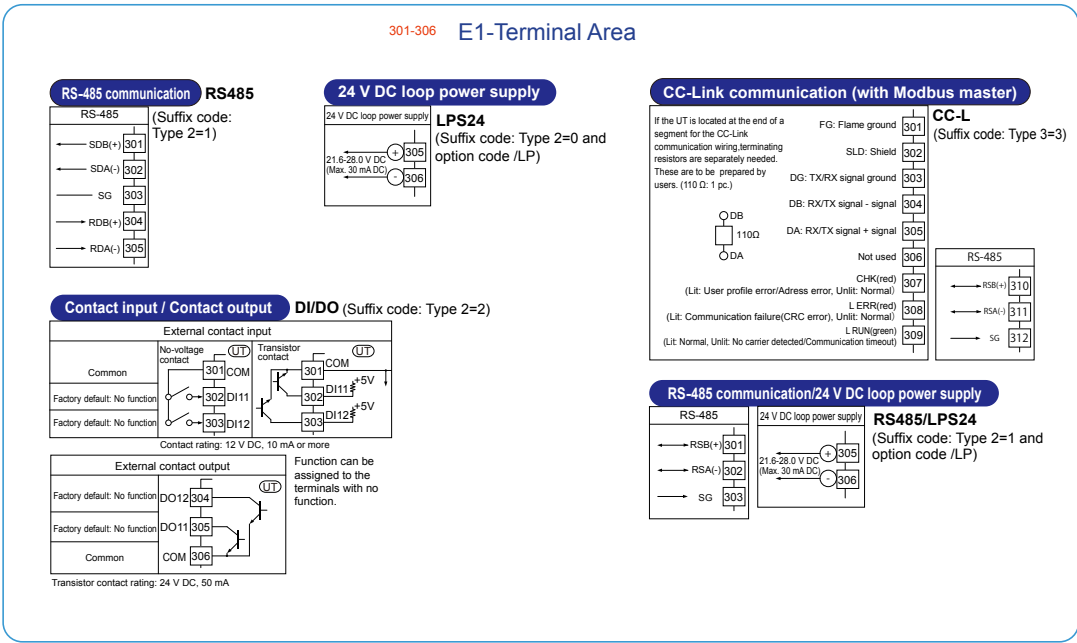 301-306 E1-Terminal Area
RS-485 communication RS485
RS-485
(Suffix code:
Type 2=1)
SDB(+) 301
SDA(-) 302
SG 303
RDB(+) 304
RDA(-) 305
24 V DC loop power supply
24 V DC loop power supply
LPS24
(Suffix code: Type 2=0 and
option code /LP)
21.6-28.0 V DC
(Max. 30 mA DC)
+ 305
- 306
CC-Link communication (with Modbus master)
CC-L
(Suffix code: Type 3=3)
If the UT is located at the end of a
segment for the CC-Link
communication wiring,terminating
resistors are separately needed.
These are to be prepared by
users. (110 Ω: 1 pc.)
DB
110Ω
DA
FG: Flame ground 301
SLD: Shield 302
DG: TX/RX signal ground 303
DB: RX/TX signal - signal 304
DA: RX/TX signal + signal 305
Not used 306
CHK(red)
(Lit: User profile error/Adress error, Unlit: Normal)
307
L ERR(red)
(Lit: Communication failure(CRC error), Unlit: Normal)
308
L RUN(green)
(Lit: Normal, Unlit: No carrier detected/Communication timeout)
309
RS-485
RSB(+) 310
RSA(-) 311
SG 312
Contact input / Contact output DI/DO (Suffix code: Type 2=2)
External contact input
No-voltage
contact
UT
Transistor
contact
UT
Common
301 COM
301 COM
Factory default: No function
302 DI11
302 DI11 +5V
Factory default: No function
303 DI12
303 DI12 +5V
Contact rating: 12 V DC, 10 mA or more
External contact output
UT
Factory default: No function DO12 304
Factory default: No function DO11 305
Common COM 306
Function can be
assigned to the
terminals with no
function.
Transistor contact rating: 24 V DC, 50 mA
RS-485 communication/24 V DC loop power supply
RS-485
RSB(+) 301
RSA(-) 302
SG 303
24 V DC loop power supply
21.6-28.0 V DC
(Max. 30 mA DC)
+ 305
- 306
RS485/LPS24
(Suffix code: Type 2=1 and
option code /LP)